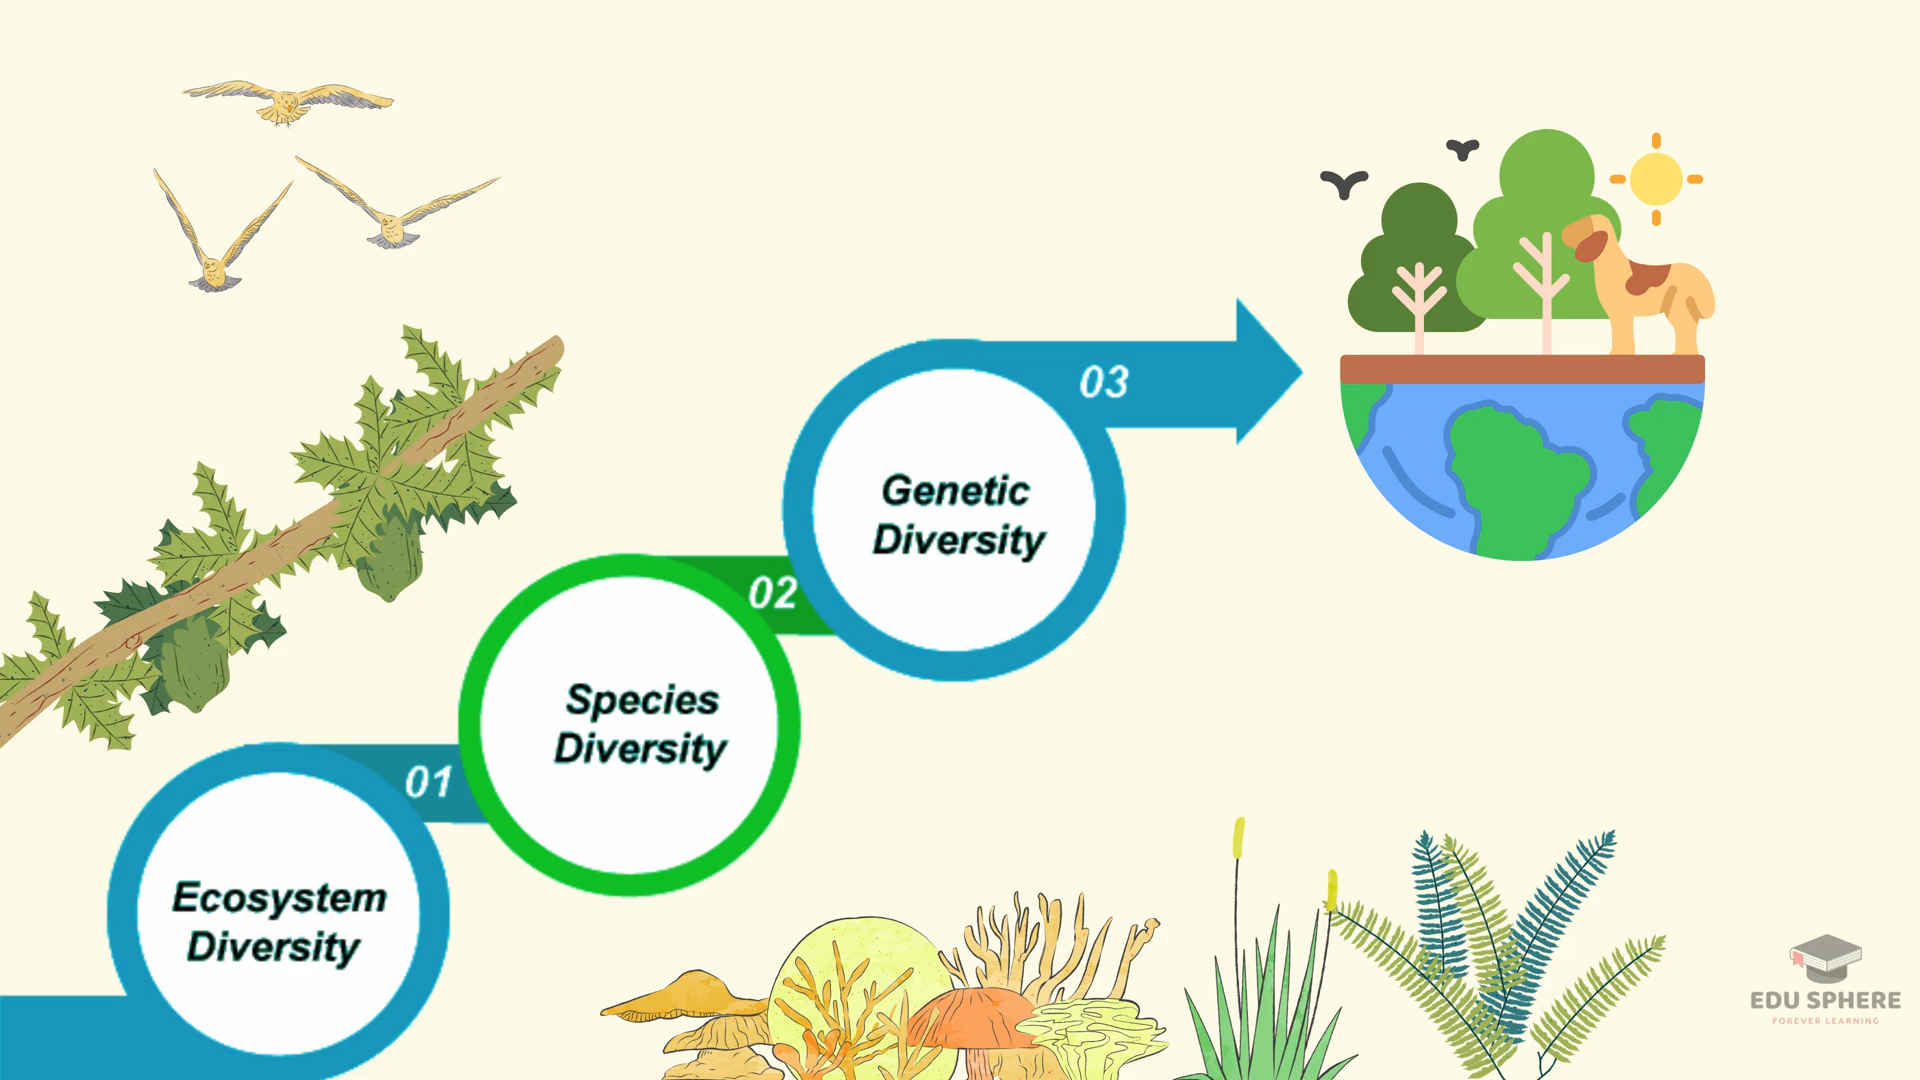 03
Genetic
Diversity
02
Species
Diversity
01
Ecosystem
Diversity
EDU SPHERE
FOREVER LEARNING